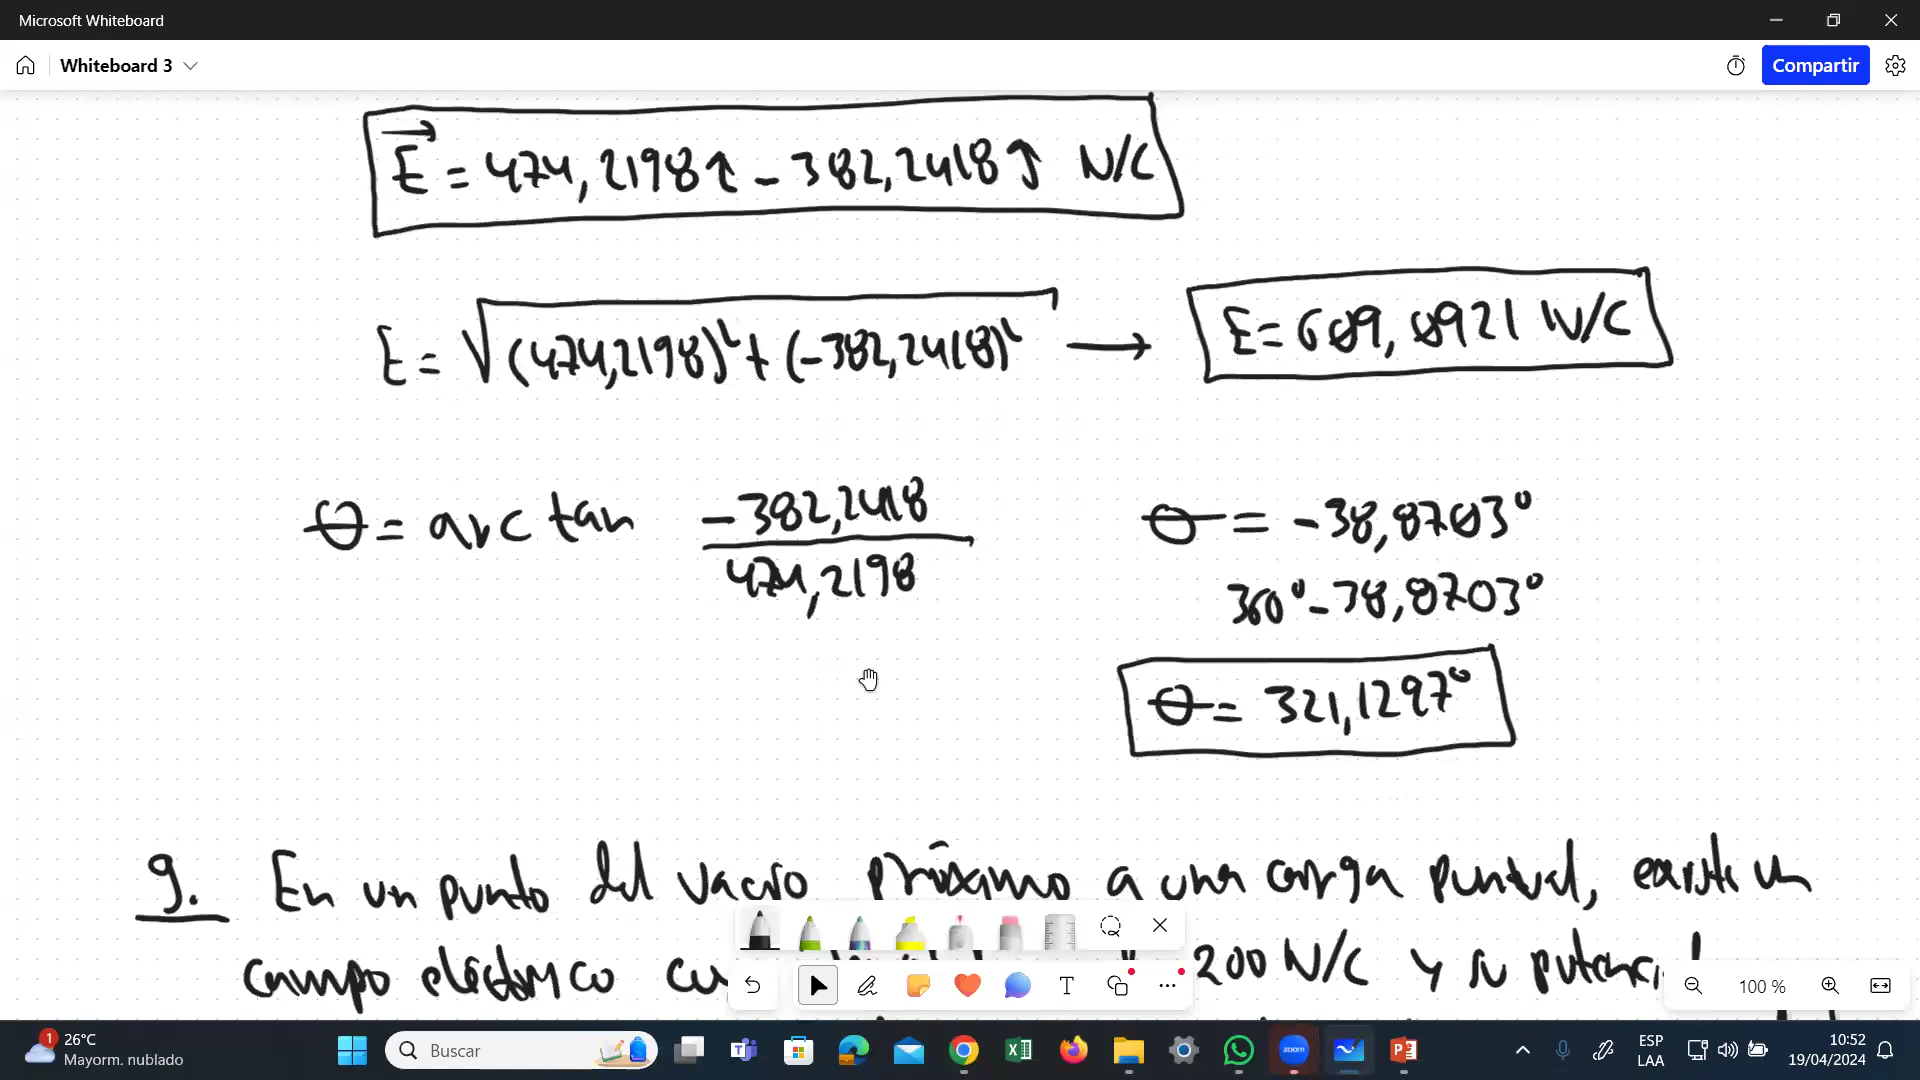 Microsoft Whiteboard
Whiteboard 3
Compartir
E = 474,2198 î - 382,2418 ĵ N/C
E = √(474,2198)² + (-382,2418)² → E = 609,0921 N/C
θ = arc tan -382,2418 / 474,2198
θ = -38,8703°
360° - 38,8703°
θ = 321,1297°
9. En un punto del vacío próximo a una carga puntual, existe un
campo eléctrico 200 N/C y su potenci
100 %
1
26°C
Mayorm. nublado
Buscar
zoom
ESP
LAA
10:52
19/04/2024